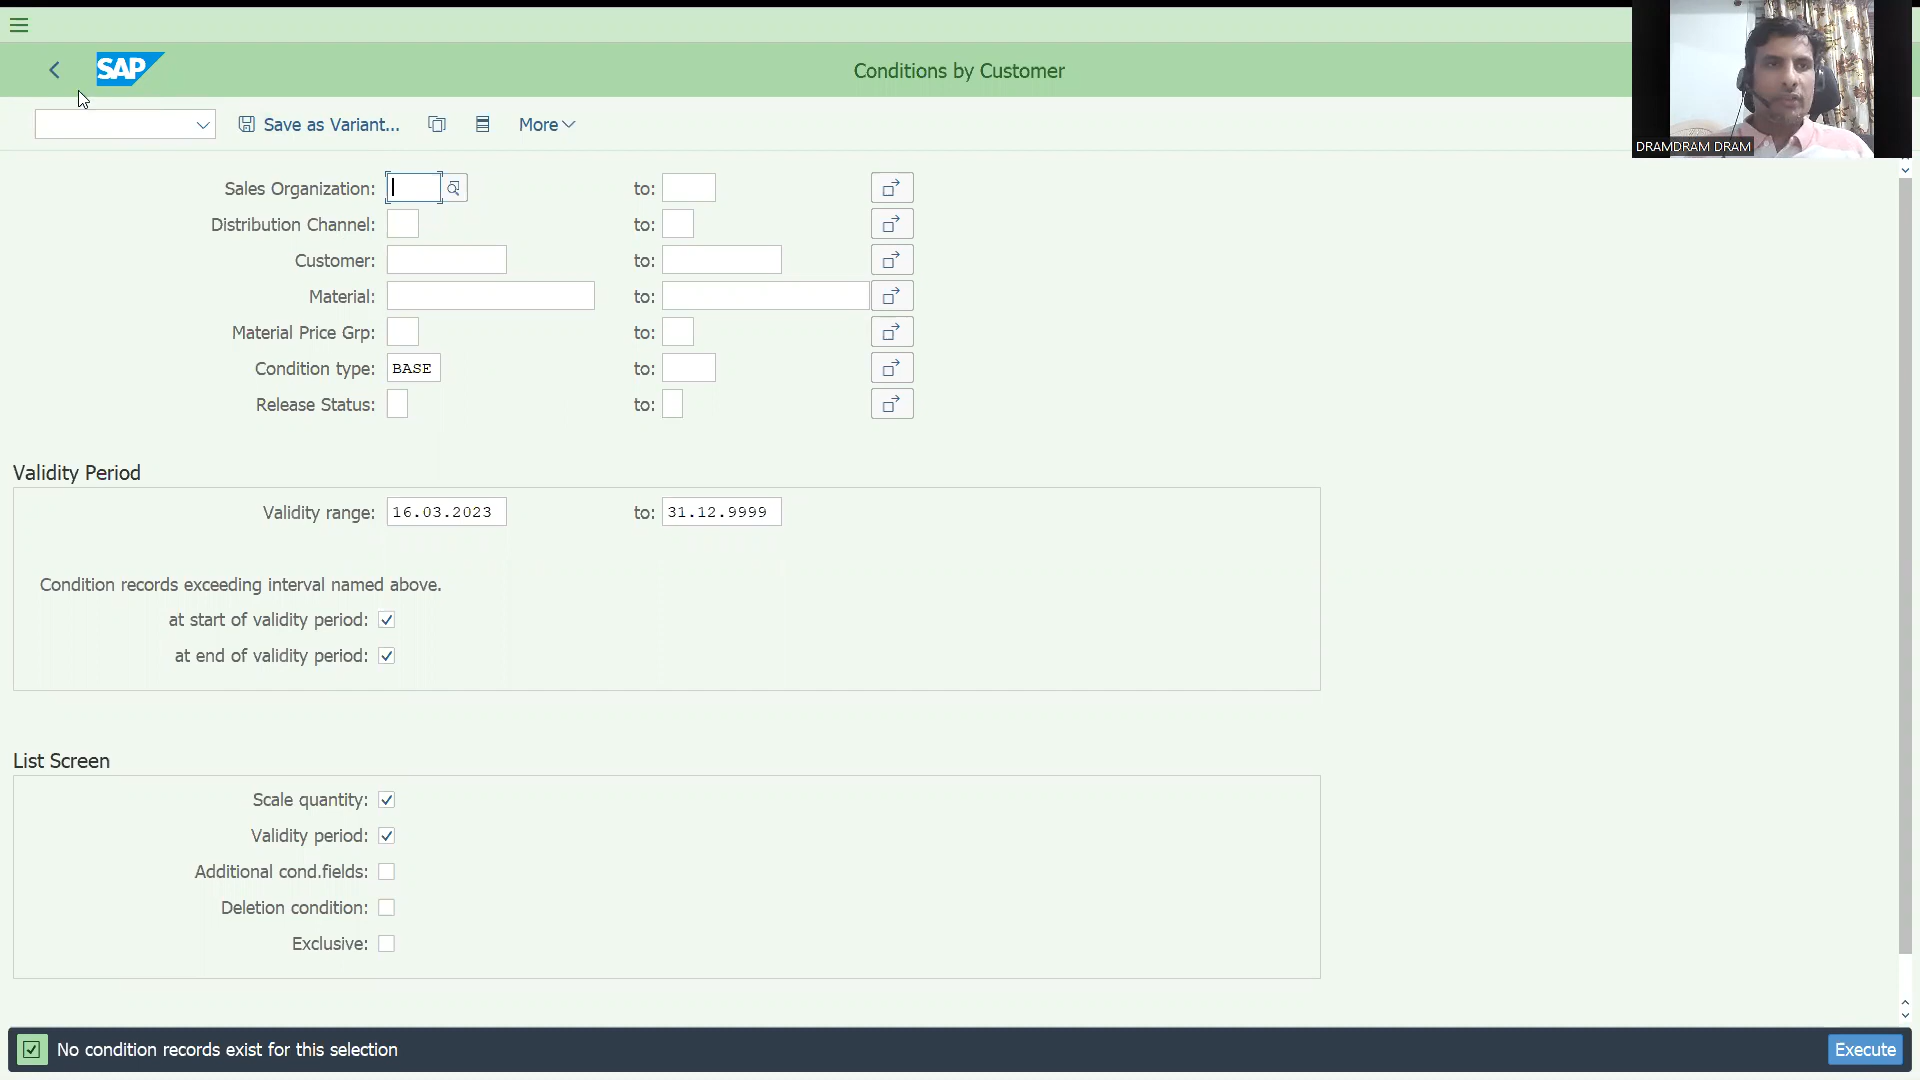 SAP
Conditions by Customer
Save as Variant...
More
DRAMDRAM DRAM
Sales Organization: to:
Distribution Channel: to:
Customer: to:
Material: to:
Material Price Grp: to:
Condition type: BASE to:
Release Status: to:
Validity Period
Validity range: 16.03.2023 to: 31.12.9999
Condition records exceeding interval named above.
at start of validity period:
at end of validity period:
List Screen
Scale quantity:
Validity period:
Additional cond.fields:
Deletion condition:
Exclusive:
No condition records exist for this selection
Execute